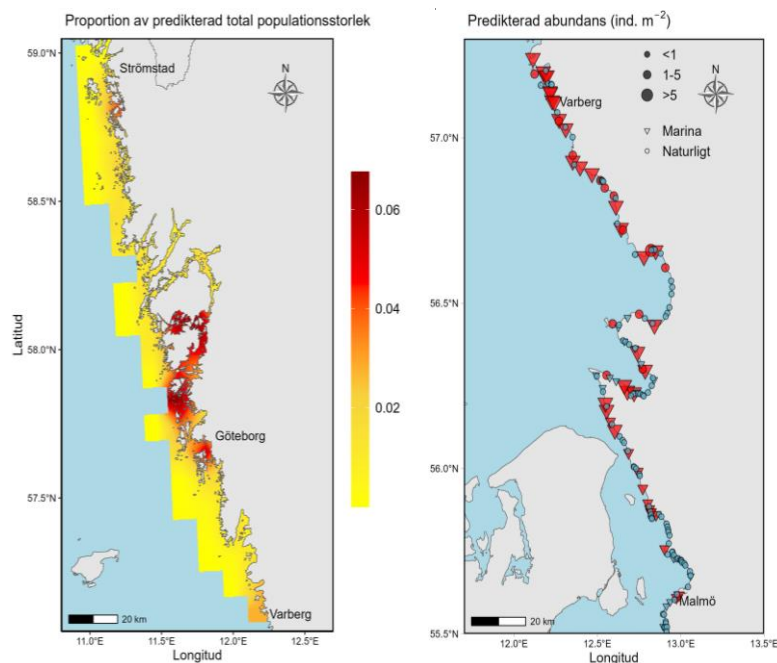 Proportion av predikterad total populationsstorlek
59.0°N
58.5°N
58.0°N
57.5°N
Latitud
Strömstad
N
Göteborg
Varberg
20 km
11.0°E
11.5°E
12.0°E
12.5°E
Longitud
0.06
0.04
0.02
Predikterad abundans (ind. m⁻²)
<1
1-5
>5
N
Marina
Naturligt
57.0°N
56.5°N
56.0°N
55.5°N
Varberg
Malmö
20 km
12.0°E
12.5°E
13.0°E
13.5°E
Longitud